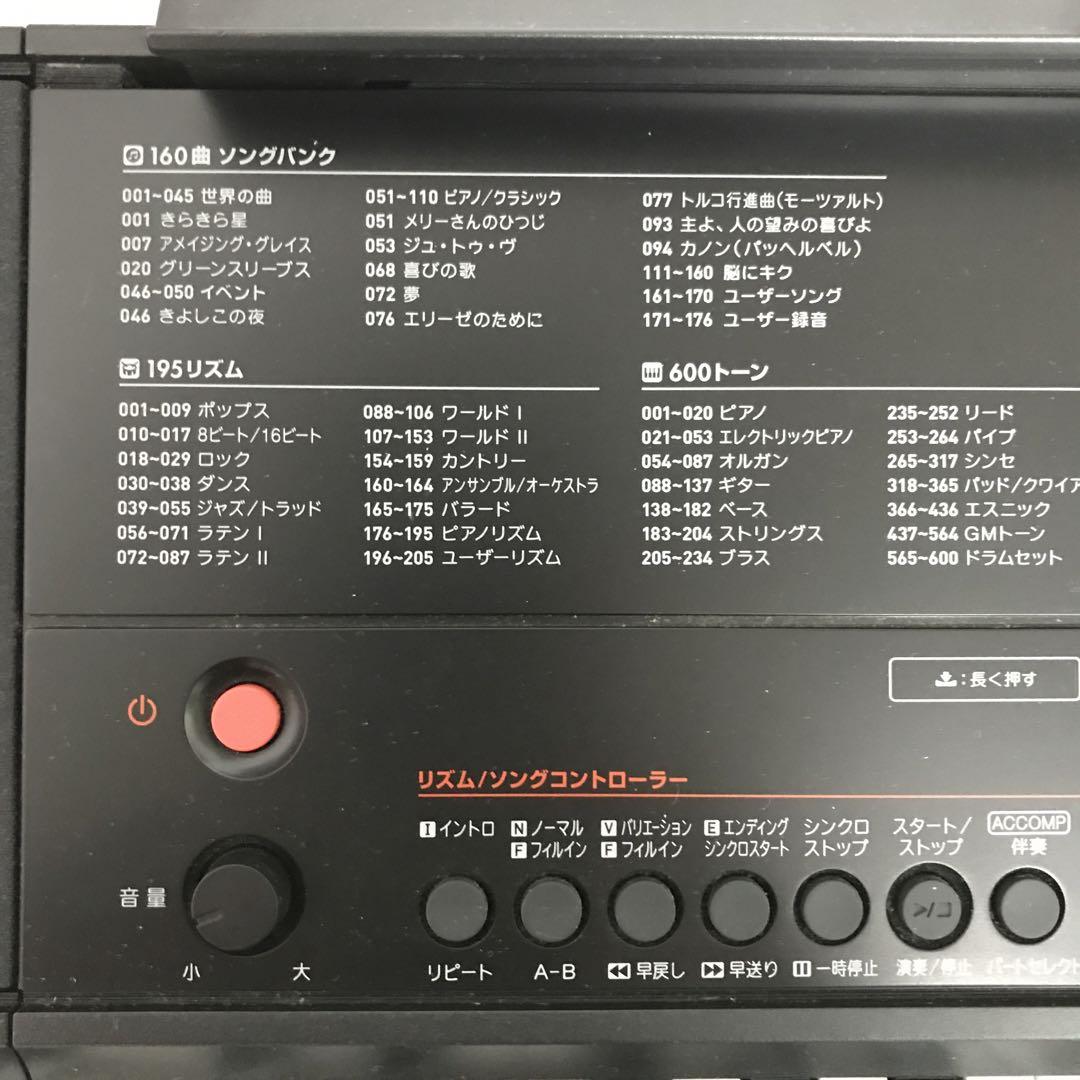 160曲 ソングバンク
001~045 世界の曲
001 きらきら星
007 アメイジング・グレイス
020 グリーンスリーブス
046~050 イベント
046 きよしこの夜
051~110 ピアノ/クラシック
051 メリーさんのひつじ
053 ジュ・トゥ・ヴ
068 喜びの歌
072 夢
076 エリーゼのために
077 トルコ行進曲(モーツァルト)
093 主よ、人の望みの喜びよ
094 カノン(パッヘルベル)
111~160 脳にキク
161~170 ユーザーソング
171~176 ユーザー録音
195リズム
001~009 ポップス
010~017 8ビート/16ビート
018~029 ロック
030~038 ダンス
039~055 ジャズ/トラッド
056~071 ラテン I
072~087 ラテン II
088~106 ワールド I
107~153 ワールド II
154~159 カントリー
160~164 アンサンブル/オーケストラ
165~175 バラード
176~195 ピアノリズム
196~205 ユーザーリズム
600トーン
001~020 ピアノ
021~053 エレクトリックピアノ
054~087 オルガン
088~137 ギター
138~182 ベース
183~204 ストリングス
205~234 ブラス
235~252 リード
253~264 パイプ
265~317 シンセ
318~365 パッド/クワイア
366~436 エスニック
437~564 GMトーン
565~600 ドラムセット
:長く押す
リズム/ソングコントローラー
I イントロ
N ノーマル
F フィルイン
V バリエーション
F フィルイン
E エンディング
シンクロスタート
シンクロ
ストップ
スタート/
ストップ
ACCOMP
伴奏
音量
小 大
リピート
A-B
早戻し
早送り
一時停止
演奏/停止
パートセレクト